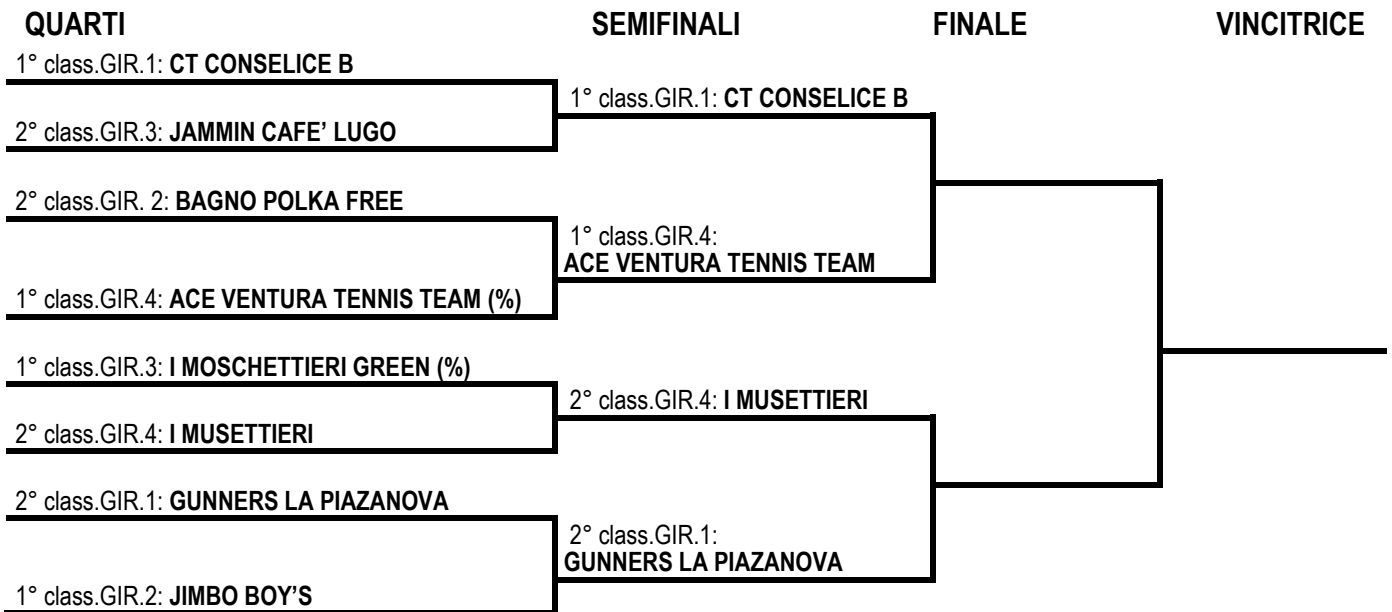 QUARTI SEMIFINALI FINALE VINCITRICE
1° class.GIR.1: CT CONSELICE B
1° class.GIR.1: CT CONSELICE B
2° class.GIR.3: JAMMIN CAFE’ LUGO
2° class.GIR. 2: BAGNO POLKA FREE
1° class.GIR.4:
ACE VENTURA TENNIS TEAM
1° class.GIR.4: ACE VENTURA TENNIS TEAM (%)
1° class.GIR.3: I MOSCHETTIERI GREEN (%)
2° class.GIR.4: I MUSETTIERI
2° class.GIR.4: I MUSETTIERI
2° class.GIR.1: GUNNERS LA PIAZANOVA
2° class.GIR.1:
GUNNERS LA PIAZANOVA
1° class.GIR.2: JIMBO BOY’S